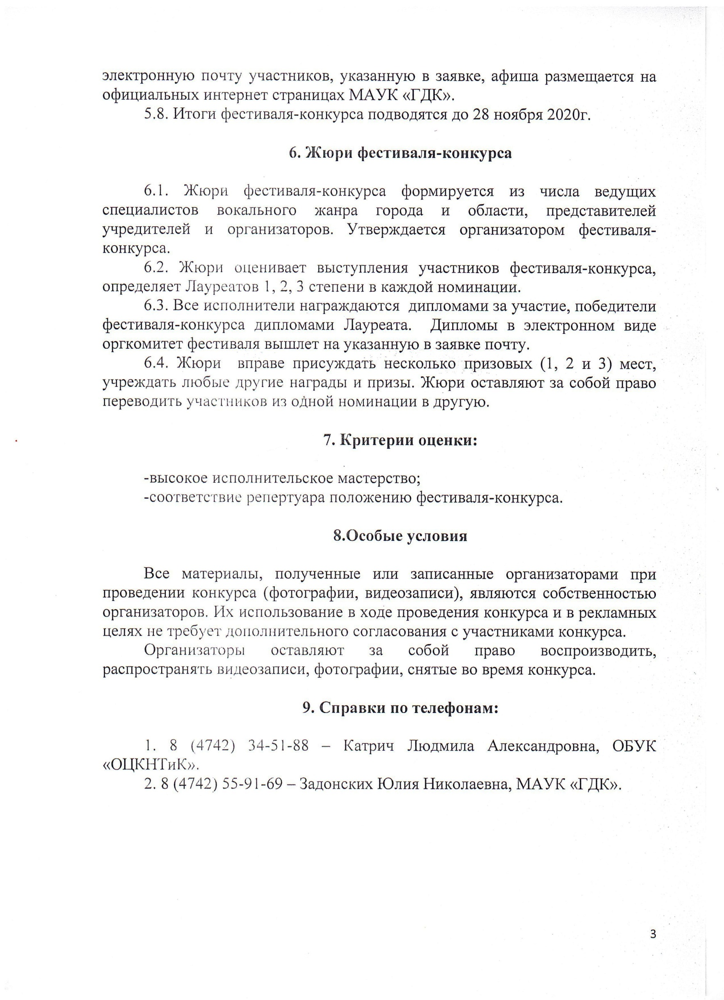 электронную почту участников, указанную в заявке, афиша размещается на
официальных интернет страницах МАУК «ГДК».
5.8. Итоги фестиваля-конкурса подводятся до 28 ноября 2020г.
6. Жюри фестиваля-конкурса
6.1. Жюри фестиваля-конкурса формируется из числа ведущих
специалистов вокального жанра города и области, представителей
учредителей и организаторов. Утверждается организатором фестиваля-
конкурса.
6.2. Жюри оценивает выступления участников фестиваля-конкурса,
определяет Лауреатов 1, 2, 3 степени в каждой номинации.
6.3. Все исполнители награждаются дипломами за участие, победители
фестиваля-конкурса дипломами Лауреата. Дипломы в электронном виде
оргкомитет фестиваля вышлет на указанную в заявке почту.
6.4. Жюри вправе присуждать несколько призовых (1, 2 и 3) мест,
учреждать любые другие награды и призы. Жюри оставляют за собой право
переводить участников из одной номинации в другую.
7. Критерии оценки:
-высокое исполнительское мастерство;
-соответствие репертуара положению фестиваля-конкурса.
8.Особые условия
Все материалы, полученные или записанные организаторами при
проведении конкурса (фотографии, видеозаписи), являются собственностью
организаторов. Их использование в ходе проведения конкурса и в рекламных
целях не требует дополнительного согласования с участниками конкурса.
Организаторы оставляют за собой право воспроизводить,
распространять видеозаписи, фотографии, снятые во время конкурса.
9. Справки по телефонам:
1. 8 (4742) 34-51-88 – Катрич Людмила Александровна, ОБУК
«ОЦКНТиК».
2. 8 (4742) 55-91-69 – Задонских Юлия Николаевна, МАУК «ГДК».
3